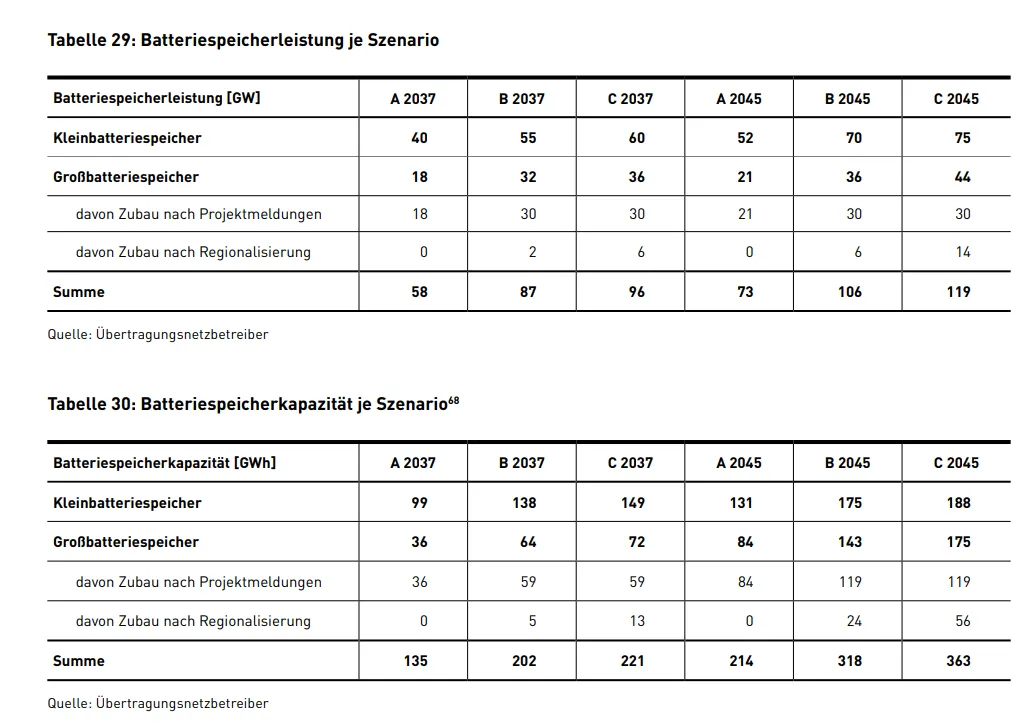 Tabelle 29: Batteriespeicherleistung je Szenario
Batteriespeicherleistung [GW] A 2037 B 2037 C 2037 A 2045 B 2045 C 2045
Kleinbatteriespeicher 40 55 60 52 70 75
Großbatteriespeicher 18 32 36 21 36 44
davon Zubau nach Projektmeldungen 18 30 30 21 30 30
davon Zubau nach Regionalisierung 0 2 6 0 6 14
Summe 58 87 96 73 106 119
Quelle: Übertragungsnetzbetreiber
Tabelle 30: Batteriespeicherkapazität je Szenario⁶⁸
Batteriespeicherkapazität [GWh] A 2037 B 2037 C 2037 A 2045 B 2045 C 2045
Kleinbatteriespeicher 99 138 149 131 175 188
Großbatteriespeicher 36 64 72 84 143 175
davon Zubau nach Projektmeldungen 36 59 59 84 119 119
davon Zubau nach Regionalisierung 0 5 13 0 24 56
Summe 135 202 221 214 318 363
Quelle: Übertragungsnetzbetreiber